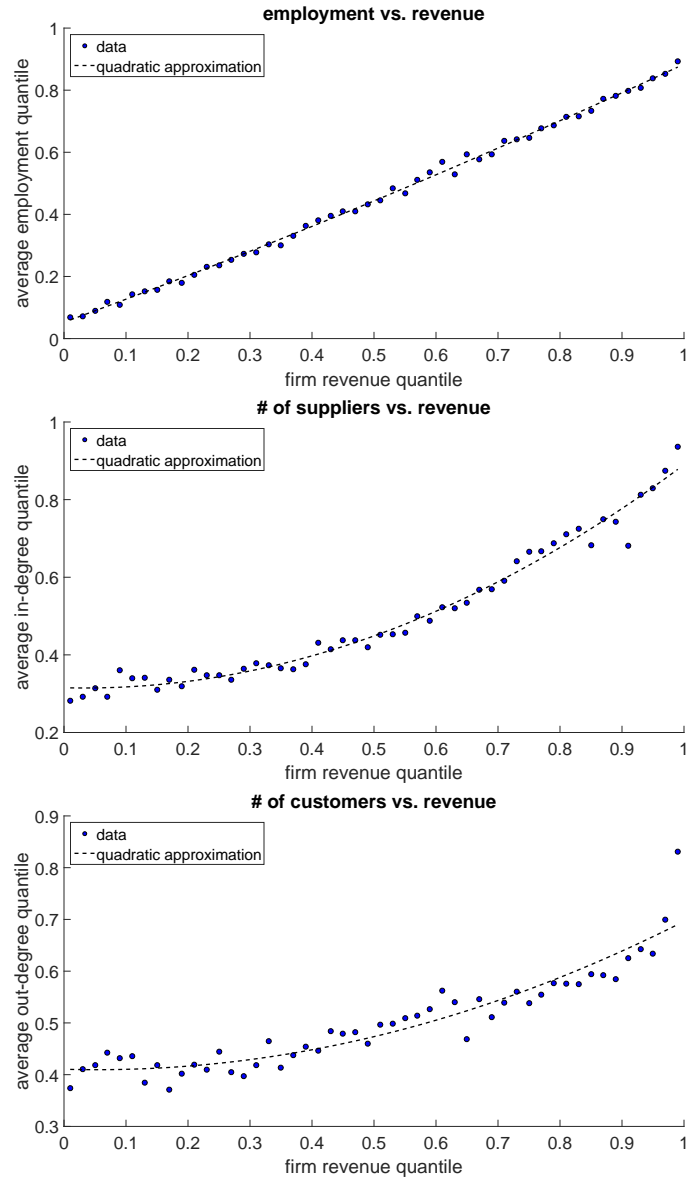 employment vs. revenue
1
data
quadratic approximation
0.8
0.6
0.4
0.2
0
average employment quantile
0 0.1 0.2 0.3 0.4 0.5 0.6 0.7 0.8 0.9 1
firm revenue quantile
# of suppliers vs. revenue
1
data
quadratic approximation
0.8
0.6
0.4
0.2
average in-degree quantile
0 0.1 0.2 0.3 0.4 0.5 0.6 0.7 0.8 0.9 1
firm revenue quantile
# of customers vs. revenue
0.9
data
quadratic approximation
0.8
0.7
0.6
0.5
0.4
0.3
average out-degree quantile
0 0.1 0.2 0.3 0.4 0.5 0.6 0.7 0.8 0.9 1
firm revenue quantile